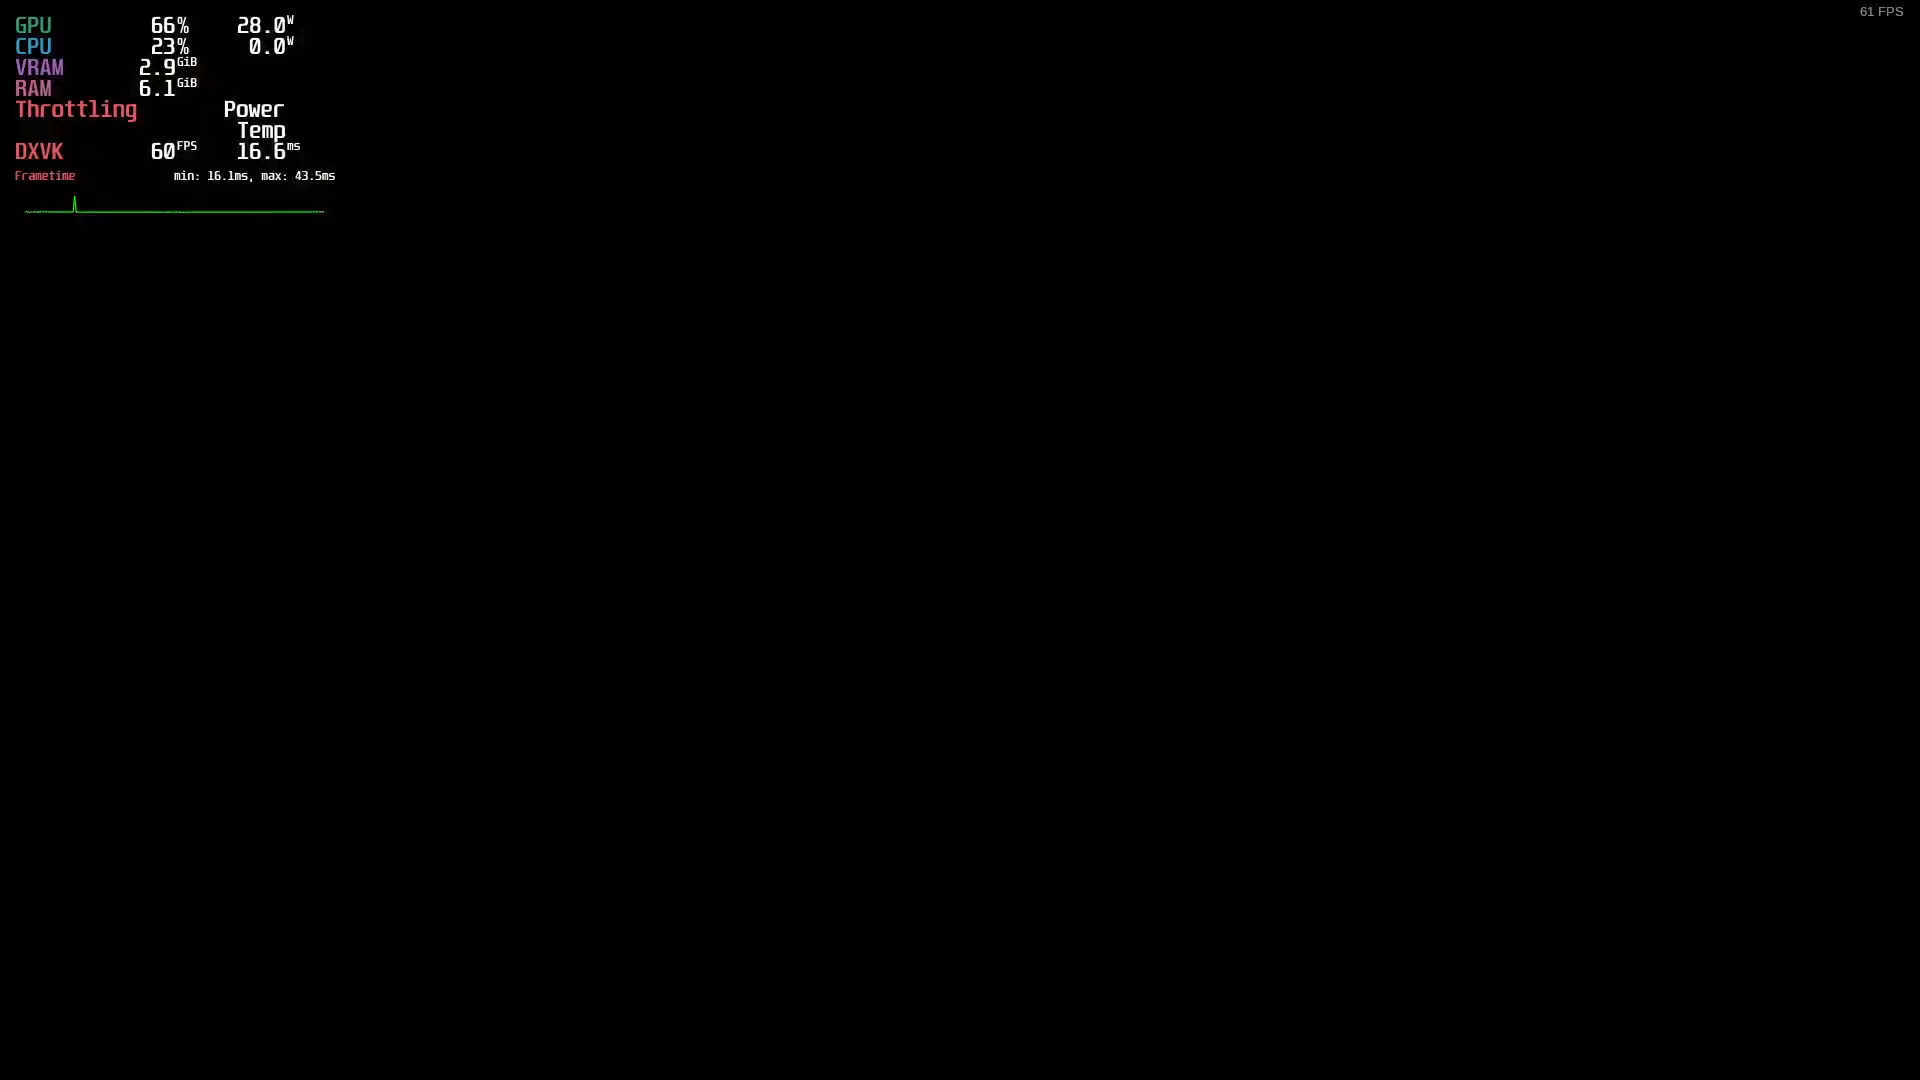 GPU 66% 28.0W
CPU 23% 0.0W
VRAM 2.9GiB
RAM 6.1GiB
Throttling Power
Temp
DXVK 60FPS 16.6ms
Frametime min: 16.1ms, max: 43.5ms
61 FPS